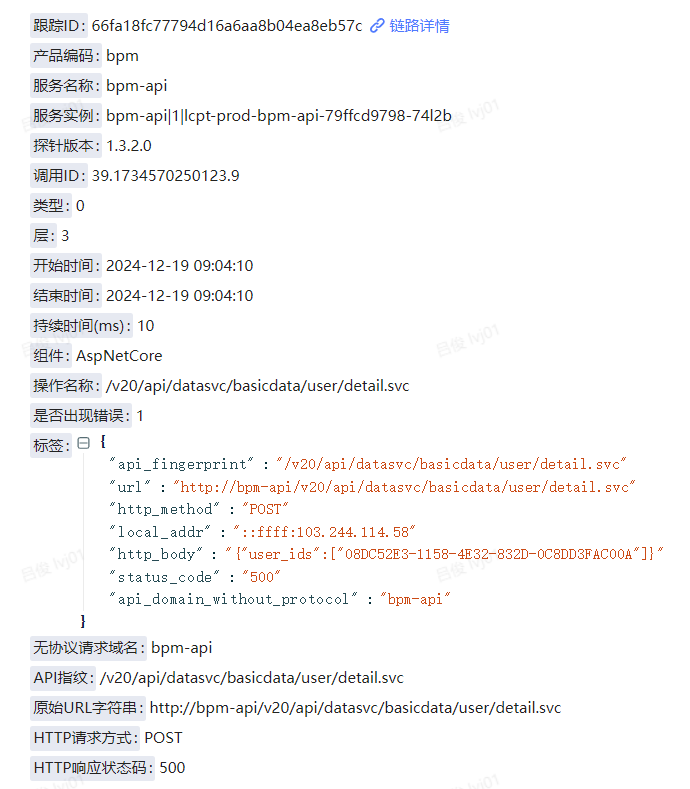 跟踪ID: 66fa18fc77794d16a6aa8b04ea8eb57c 链路详情
产品编码: bpm
服务名称: bpm-api
服务实例: bpm-api|1|lcpt-prod-bpm-api-79ffcd9798-74l2b
探针版本: 1.3.2.0
调用ID: 39.1734570250123.9
类型: 0
层: 3
开始时间: 2024-12-19 09:04:10
结束时间: 2024-12-19 09:04:10
持续时间(ms): 10
组件: AspNetCore
操作名称: /v20/api/datasvc/basicdata/user/detail.svc
是否出现错误: 1
标签: {
"api_fingerprint" : "/v20/api/datasvc/basicdata/user/detail.svc"
"url" : "http://bpm-api/v20/api/datasvc/basicdata/user/detail.svc"
"http_method" : "POST"
"local_addr" : "::ffff:103.244.114.58"
"http_body" : "{"user_ids":["08DC52E3-1158-4E32-832D-0C8DD3FAC00A"]}"
"status_code" : "500"
"api_domain_without_protocol" : "bpm-api"
}
无协议请求域名: bpm-api
API指纹: /v20/api/datasvc/basicdata/user/detail.svc
原始URL字符串: http://bpm-api/v20/api/datasvc/basicdata/user/detail.svc
HTTP请求方式: POST
HTTP响应状态码: 500